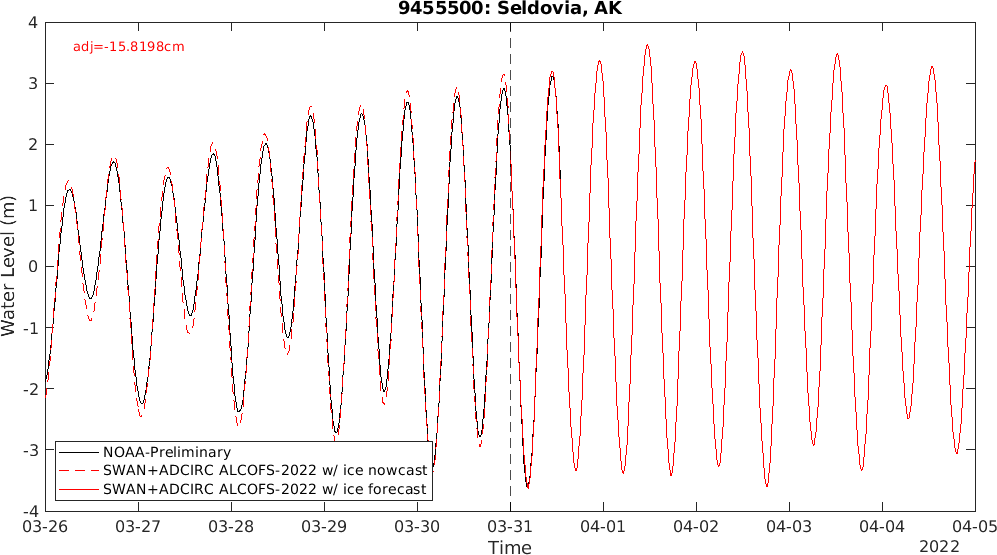 9455500: Seldovia, AK
adj=-15.8198cm
4
3
2
1
0
-1
-2
-3
-4
Water Level (m)
NOAA-Preliminary
SWAN+ADCIRC ALCOFS-2022 w/ ice nowcast
SWAN+ADCIRC ALCOFS-2022 w/ ice forecast
03-26 03-27 03-28 03-29 03-30 03-31 04-01 04-02 04-03 04-04 04-05
Time
2022